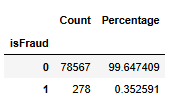 Count Percentage
isFraud
0 78567 99.647409
1 278 0.352591